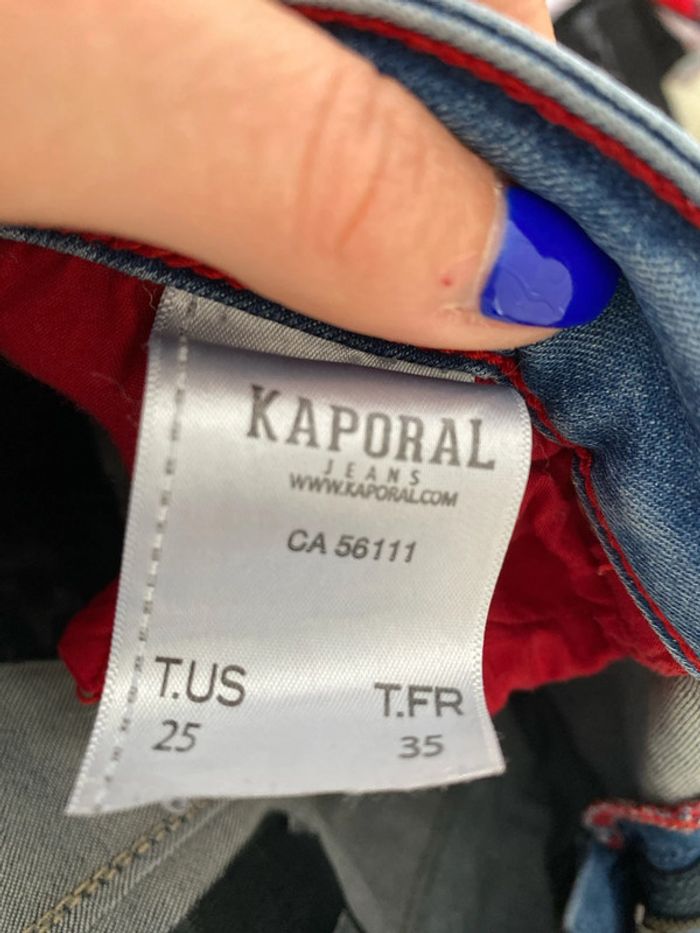 KAPORAL
JEANS
WWW.KAPORAL.COM
CA 56111
T.US T.FR
25 35